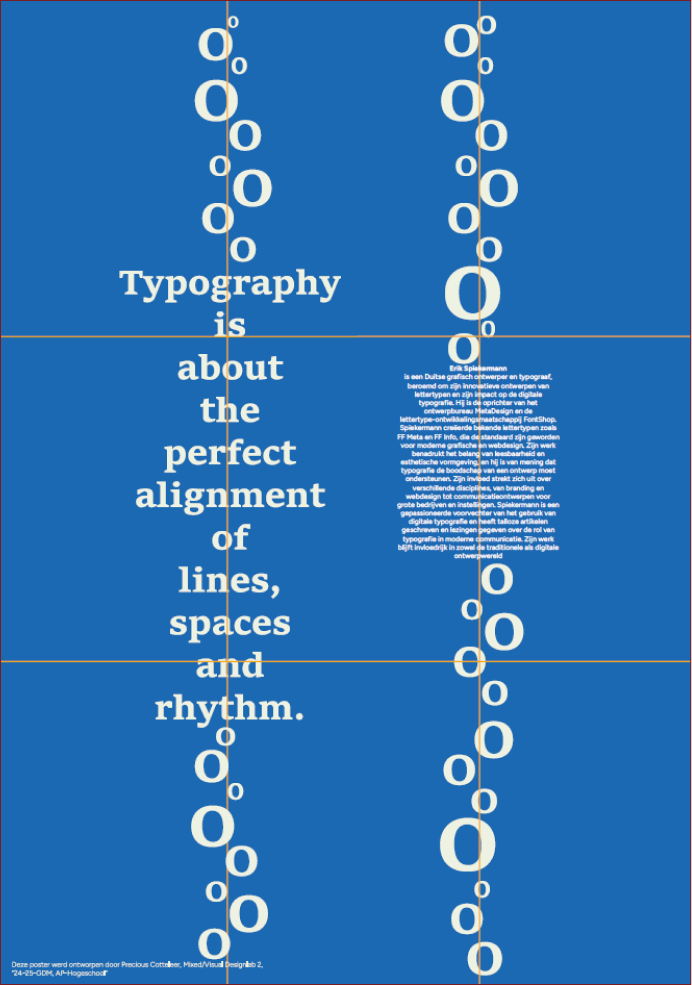 Typography
is
about
the
perfect
alignment
of
lines,
spaces
and
rhythm.
Erik Spiekermann
is een Duitse grafisch ontwerper en typograaf,
beroemd om zijn innovatieve ontwerpen van
lettertypen en zijn impact op de digitale
typografie. Hij is de oprichter van het
ontwerpbureau MetaDesign en de
lettertype-ontwikkelingsmaatschappij FontShop.
Spiekermann creëerde bekende lettertypen zoals
FF Meta en FF Info, die de standaard zijn geworden
voor moderne grafische en webdesign. Zijn werk
benadrukt het belang van leesbaarheid en
esthetische vormgeving, en hij is van mening dat
typografie de boodschap van een ontwerp moet
ondersteunen. Zijn invloed strekt zich uit over
verschillende disciplines, van branding en
webdesign tot communicatieontwerpen voor
grote bedrijven en instellingen. Spiekermann is een
gepassioneerde voorvechter van het gebruik van
digitale typografie en heeft talloze artikelen
geschreven en lezingen gegeven over de rol van
typografie in moderne communicatie. Zijn werk
blijft invloedrijk in zowel de traditionele als digitale
ontwerpwereld
Deze poster werd ontworpen door Precious Cotteleer, Mixed/Visual Designlab 2,
"24-25-GDM, AP-Hogeschool"